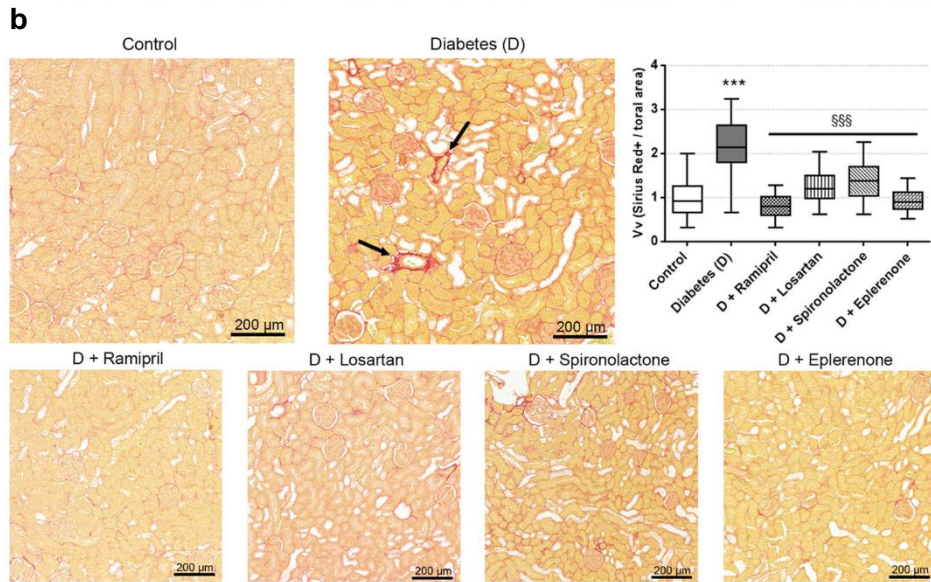 b
Control
Diabetes (D)
200 µm
200 µm
Vv (Sirius Red+ / toral area)
4
3
2
1
0
***
§§§
Control
Diabetes (D)
D + Ramipril
D + Losartan
D + Spironolactone
D + Eplerenone
D + Ramipril
D + Losartan
D + Spironolactone
D + Eplerenone
200 µm
200 µm
200 µm
200 µm